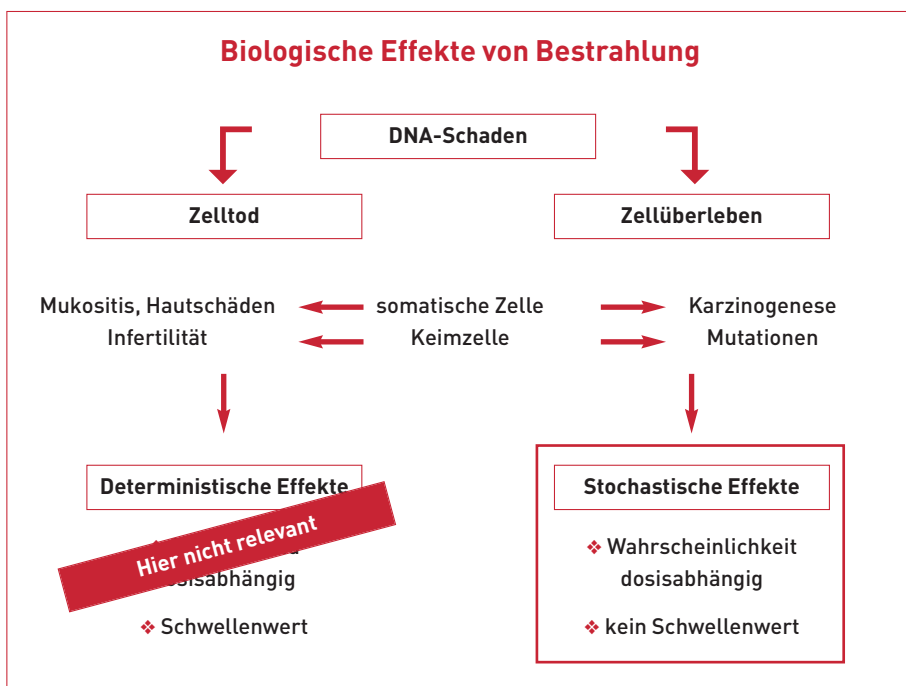 Biologische Effekte von Bestrahlung
DNA-Schaden
Zelltod
Zellüberleben
Mukositis, Hautschäden
somatische Zelle
Karzinogenese
Infertilität
Keimzelle
Mutationen
Deterministische Effekte
Stochastische Effekte
Hier nicht relevant
Wahrscheinlichkeit
dosisabhängig
Schwellenwert
kein Schwellenwert